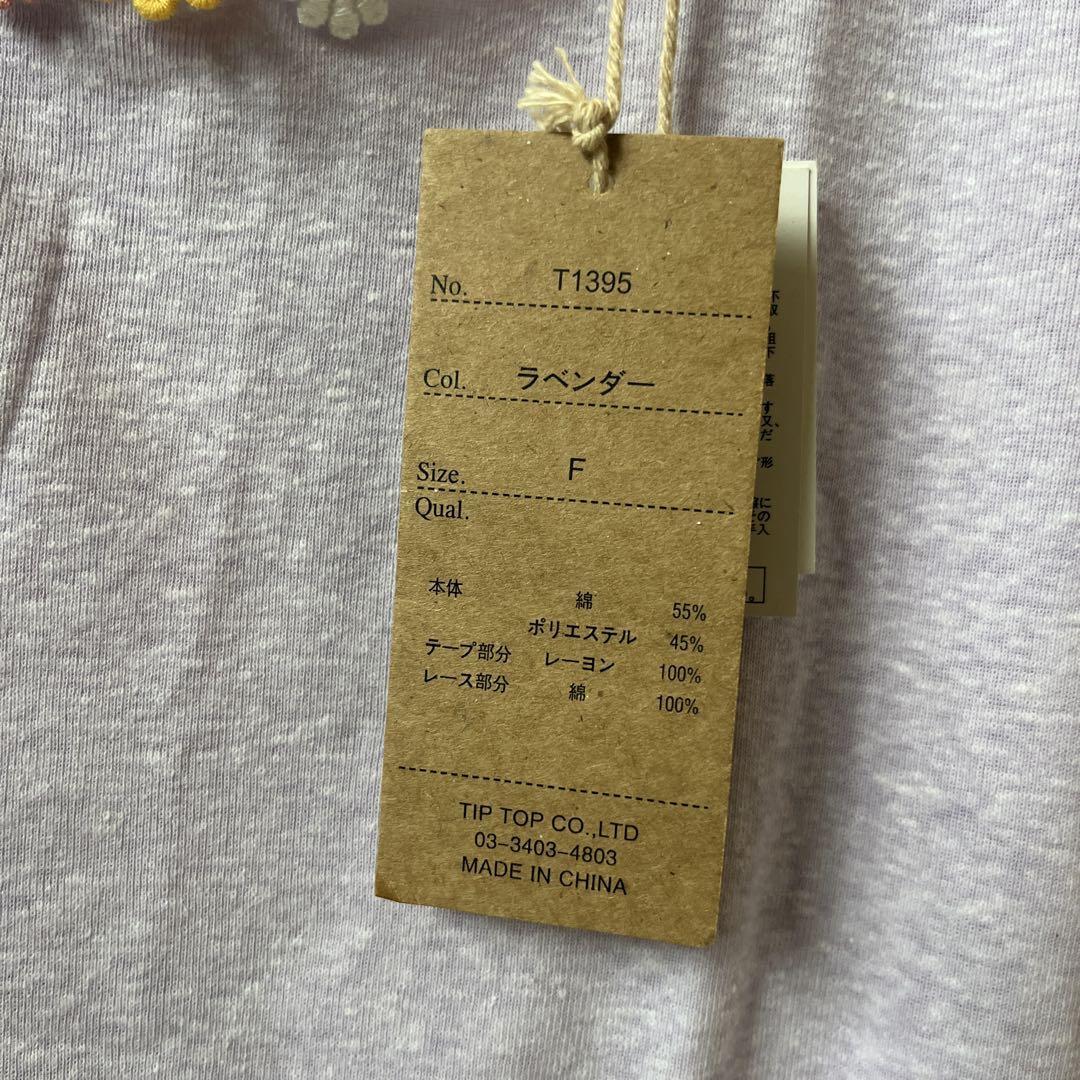 No. T1395
Col. ラベンダー
Size. F
Qual.
本体 綿 55%
ポリエステル 45%
テープ部分 レーヨン 100%
レース部分 綿 100%
TIP TOP CO.,LTD
03-3403-4803
MADE IN CHINA